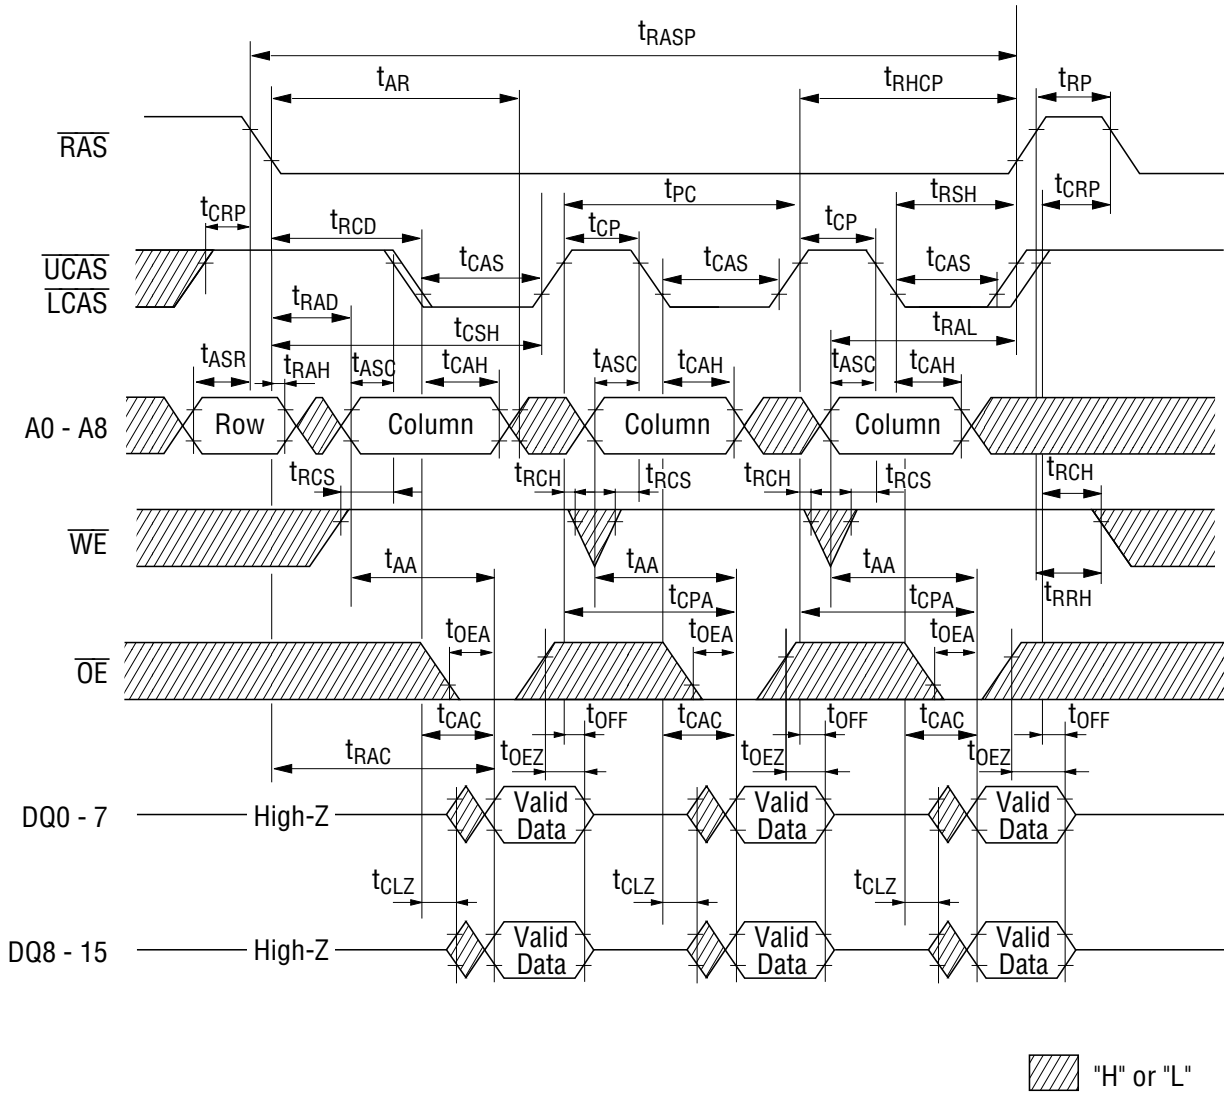 tRASP
tAR tRHCP tRP
RAS
tCRP tRCD tPC tRSH tCRP
tCP tCP
UCAS
LCAS
tCAS tCAS tCAS
tRAD tCSH tRAL
tASR tRAH tASC tCAH tASC tCAH tASC tCAH
A0 - A8 Row Column Column Column
tRCS tRCH tRCS tRCH tRCS tRCH
WE
tAA tAA tAA tRRH
tCPA tCPA
tOEA tOEA tOEA
OE
tCAC tOFF tCAC tOFF tCAC tOFF
tRAC tOEZ tOEZ tOEZ
DQ0 - 7 High-Z Valid Data Valid Data Valid Data
tCLZ tCLZ tCLZ
DQ8 - 15 High-Z Valid Data Valid Data Valid Data
"H" or "L"